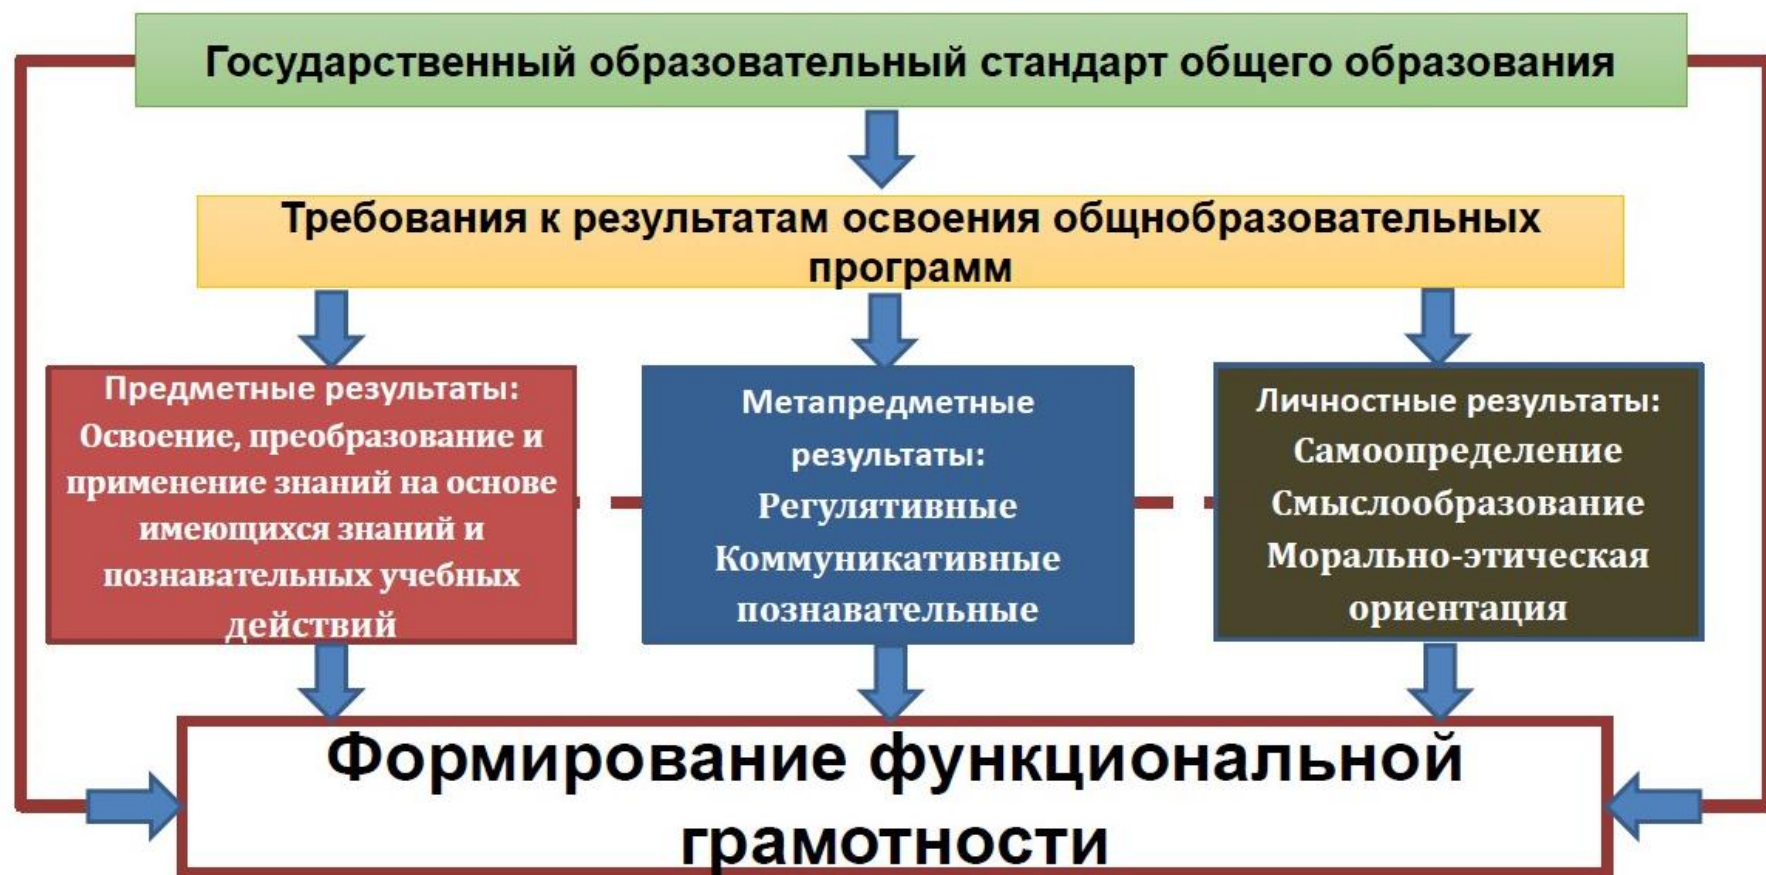 Государственный образовательный стандарт общего образования
Требования к результатам освоения общнобразовательных
программ
Предметные результаты:
Освоение, преобразование и
применение знаний на основе
имеющихся знаний и
познавательных учебных
действий
Метапредметные
результаты:
Регулятивные
Коммуникативные
познавательные
Личностные результаты:
Самоопределение
Смыслообразование
Морально-этическая
ориентация
Формирование функциональной
грамотности